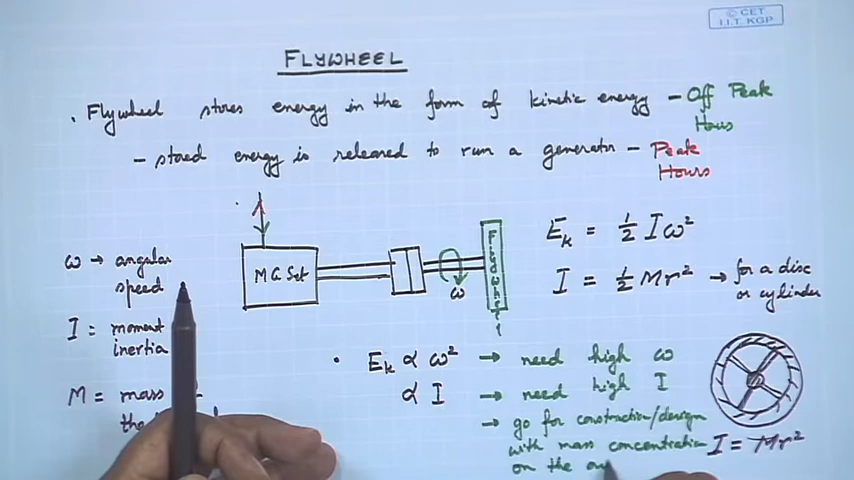 © CET
I.I.T. KGP
FLYWHEEL
. Flywheel stores energy in the form of kinetic energy - Off Peak
Hours
- stored energy is released to run a generator - Peak
Hours
ω → angular
speed
I = moment
inertia
M = mass
MG Set
ω
Flywheel
E_k = 1/2 Iω²
I = 1/2 Mr² → for a disc
or cylinder
• E_k ∝ ω² → need high ω
∝ I → need high I
→ go for construction/design
with mass concentration
on the
I = Mr²